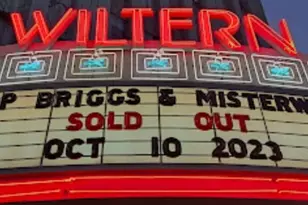 WILTERN
P BRIGGS & MISTERW
SOLD OUT
OCT 10 2023